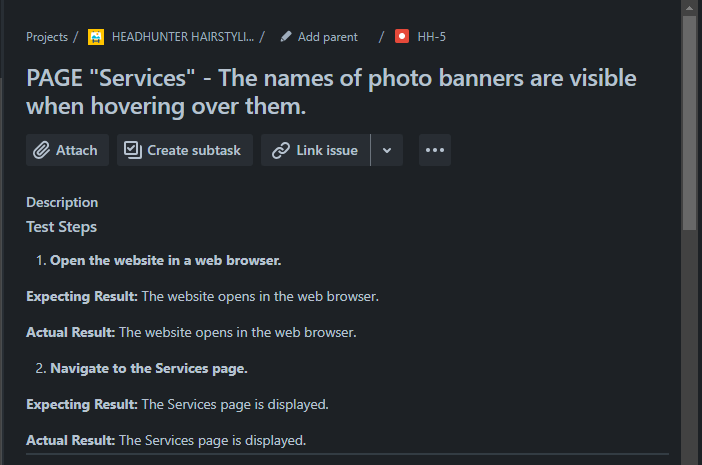 Projects / HEADHUNTER HAIRSTYLI... / Add parent / HH-5
PAGE "Services" - The names of photo banners are visible
when hovering over them.
Attach Create subtask Link issue
Description
Test Steps
1. Open the website in a web browser.
Expecting Result: The website opens in the web browser.
Actual Result: The website opens in the web browser.
2. Navigate to the Services page.
Expecting Result: The Services page is displayed.
Actual Result: The Services page is displayed.